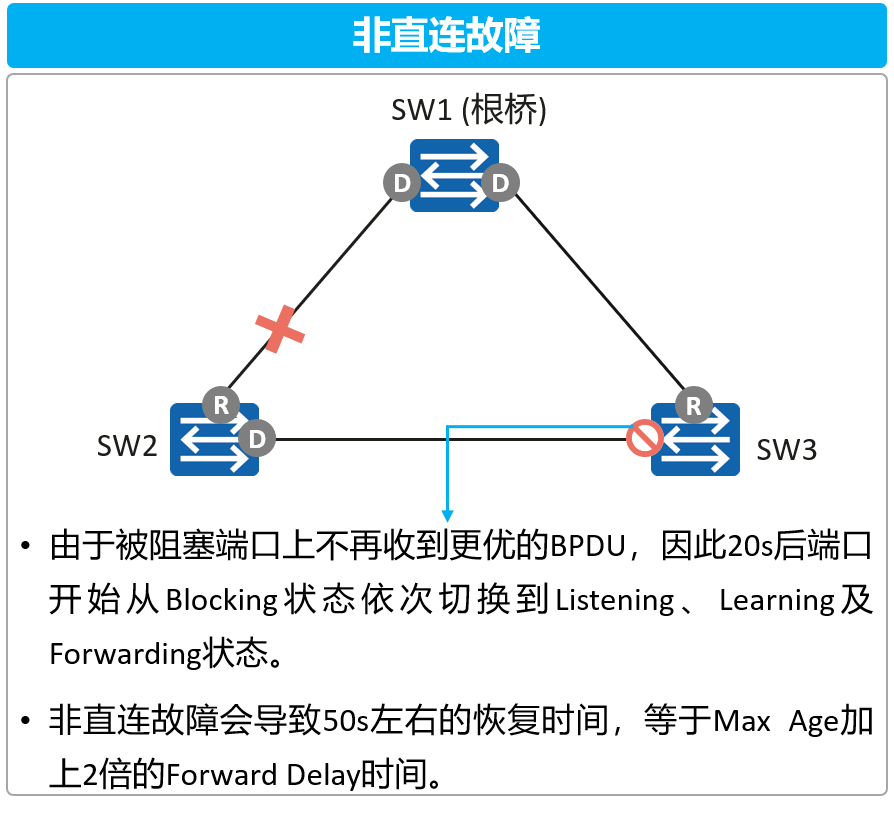 非直连故障
SW1 (根桥)
D
D
R
R
SW2
D
SW3
• 由于被阻塞端口上不再收到更优的BPDU，因此20s后端口
开始从Blocking状态依次切换到Listening、Learning及
Forwarding状态。
• 非直连故障会导致50s左右的恢复时间，等于Max Age加
上2倍的Forward Delay时间。